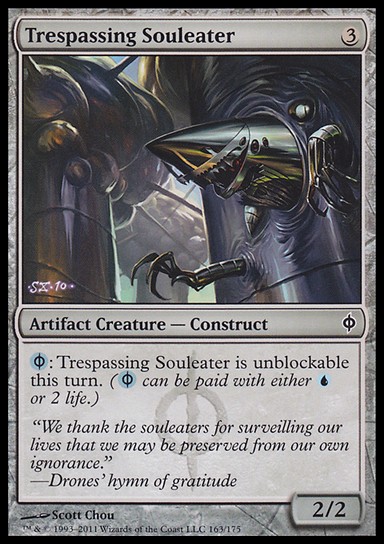 Trespassing Souleater 3
·SZ·10·
Artifact Creature — Construct
: Trespassing Souleater is unblockable
this turn. ( can be paid with either
or 2 life.)
“We thank the souleaters for surveilling our
lives that we may be preserved from our own
ignorance.”
—Drones’ hymn of gratitude
Scott Chou
™ & © 1993–2011 Wizards of the Coast LLC 163/175
2/2